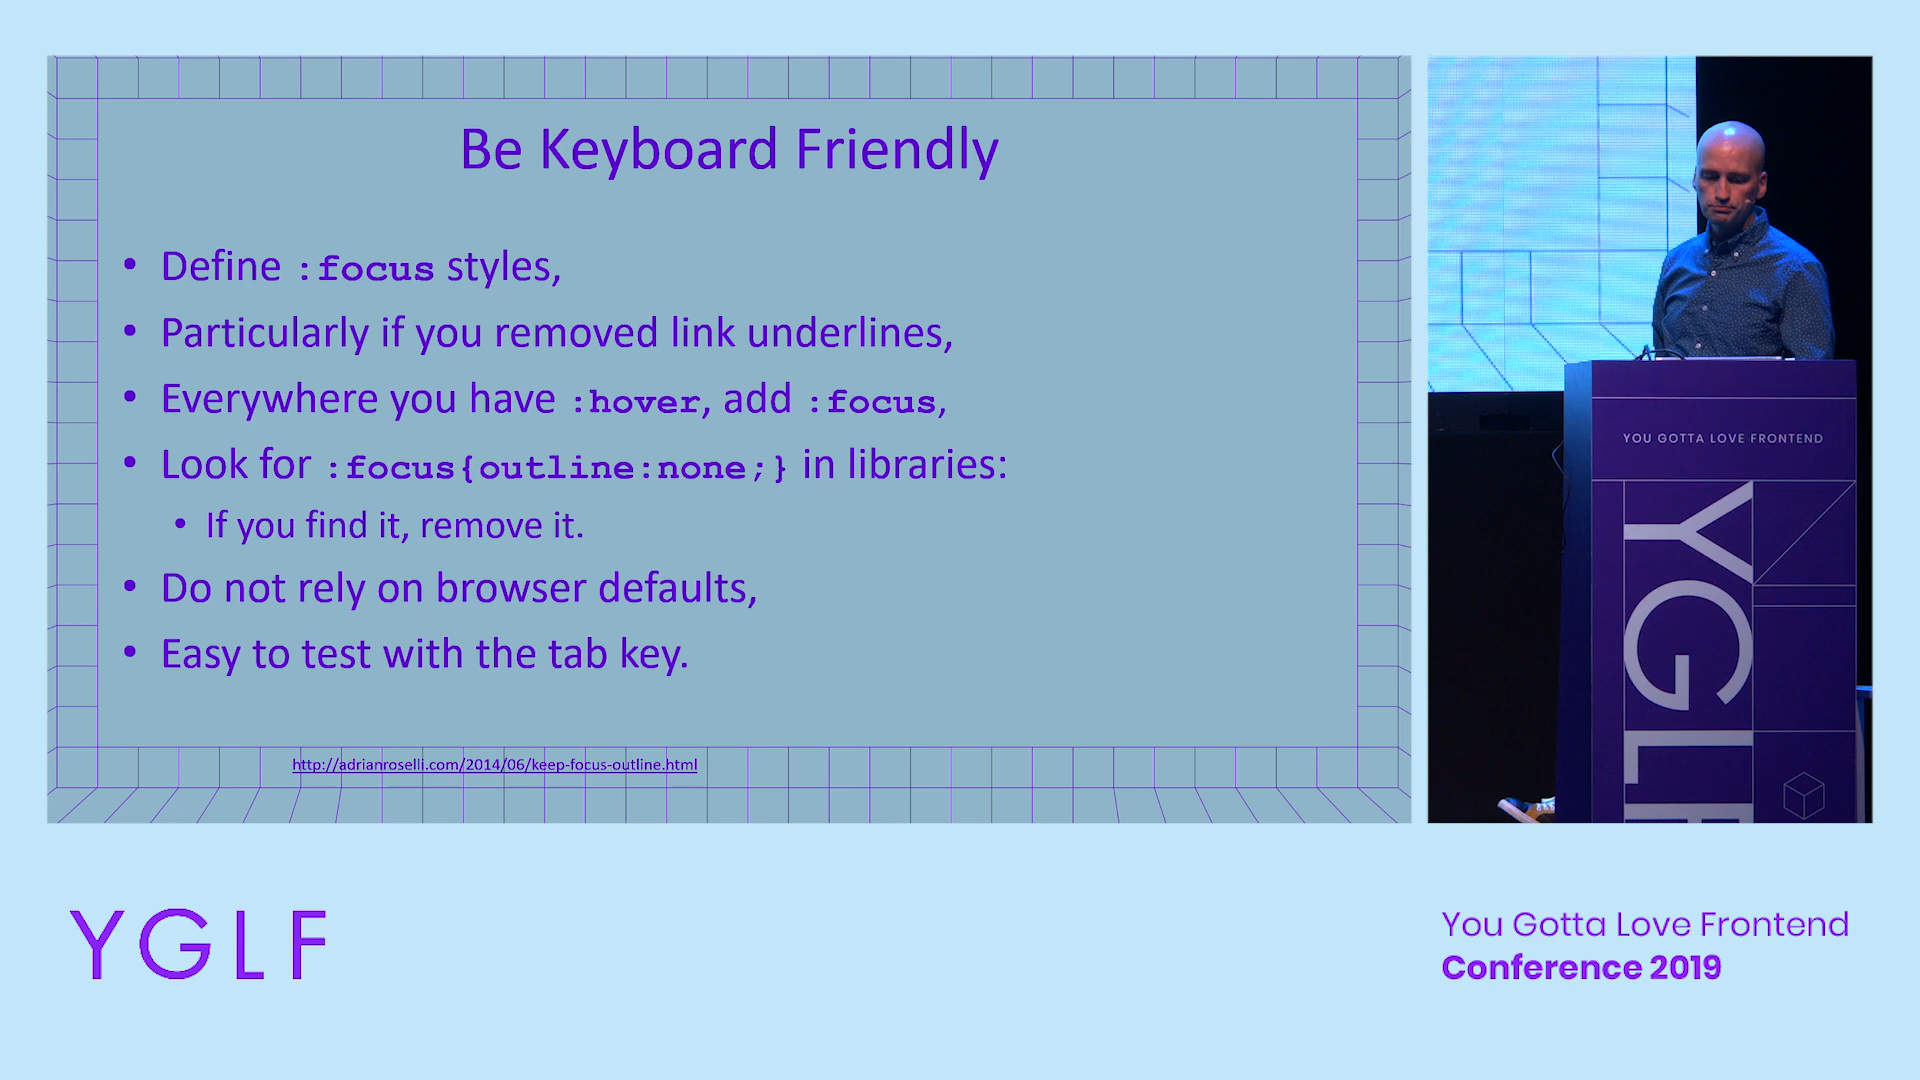 Be Keyboard Friendly
• Define :focus styles,
• Particularly if you removed link underlines,
• Everywhere you have :hover, add :focus,
• Look for :focus{outline:none;} in libraries:
• If you find it, remove it.
• Do not rely on browser defaults,
• Easy to test with the tab key.
http://adrianroselli.com/2014/06/keep-focus-outline.html
YOU GOTTA LOVE FRONTEND
YGLF
YGLF
You Gotta Love Frontend
Conference 2019